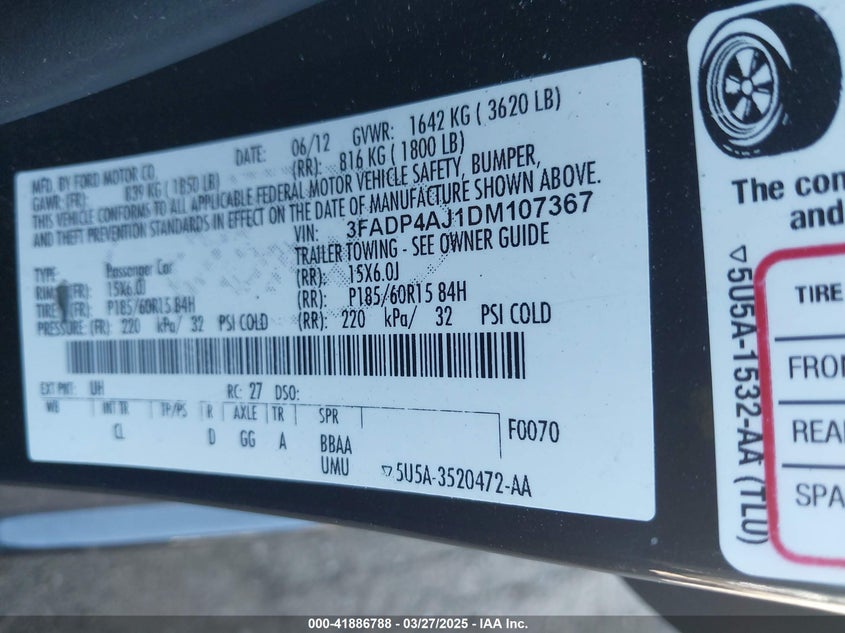 MFD. BY FORD MOTOR CO.
DATE: 06/12 GVWR: 1642 KG ( 3620 LB)
GAWR: (FR): 839 KG ( 1850 LB) (RR): 816 KG ( 1800 LB)
THIS VEHICLE CONFORMS TO ALL APPLICABLE FEDERAL MOTOR VEHICLE SAFETY, BUMPER,
AND THEFT PREVENTION STANDARDS IN EFFECT ON THE DATE OF MANUFACTURE SHOWN ABOVE.
VIN: 3FADP4AJ1DM107367
TRAILER TOWING - SEE OWNER GUIDE
TYPE: Passenger Car
RIM (FR): 15X6.0J (RR): 15X6.0J
TIRE (FR): P185/60R15 84H (RR): P185/60R15 84H
PRESSURE (FR): 220 kPa/ 32 PSI COLD (RR): 220 kPa/ 32 PSI COLD
EXT PNT: UH RC: 27 DSO:
WB INT TR TP/PS R AXLE TR SPR
CL D GG A BBAA F0070
UMU ▽5U5A-3520472-AA
The com
and
▽5U5A-1532-AA (TLU)
TIRE
FRON
REAR
SPA
000-41886788 — 03/27/2025 — IAA Inc.